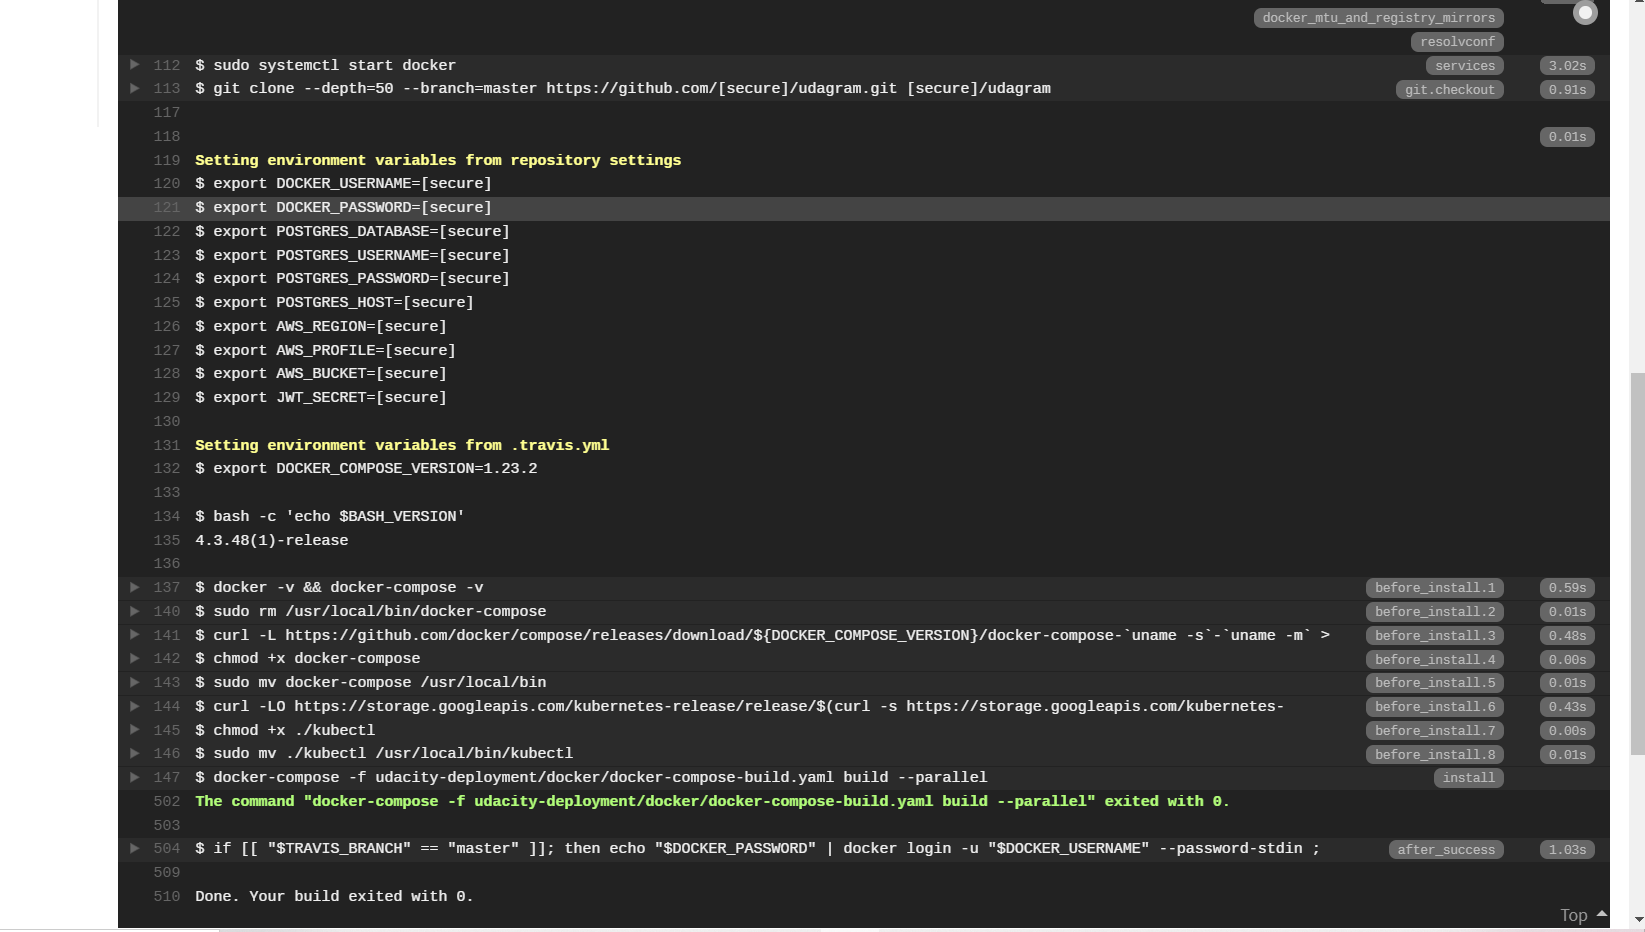 docker_mtu_and_registry_mirrors
resolvconf
112 $ sudo systemctl start docker services 3.02s
113 $ git clone --depth=50 --branch=master https://github.com/[secure]/udagram.git [secure]/udagram git.checkout 0.91s
117
118 0.01s
119 Setting environment variables from repository settings
120 $ export DOCKER_USERNAME=[secure]
121 $ export DOCKER_PASSWORD=[secure]
122 $ export POSTGRES_DATABASE=[secure]
123 $ export POSTGRES_USERNAME=[secure]
124 $ export POSTGRES_PASSWORD=[secure]
125 $ export POSTGRES_HOST=[secure]
126 $ export AWS_REGION=[secure]
127 $ export AWS_PROFILE=[secure]
128 $ export AWS_BUCKET=[secure]
129 $ export JWT_SECRET=[secure]
130
131 Setting environment variables from .travis.yml
132 $ export DOCKER_COMPOSE_VERSION=1.23.2
133
134 $ bash -c 'echo $BASH_VERSION'
135 4.3.48(1)-release
136
137 $ docker -v && docker-compose -v before_install.1 0.59s
140 $ sudo rm /usr/local/bin/docker-compose before_install.2 0.01s
141 $ curl -L https://github.com/docker/compose/releases/download/${DOCKER_COMPOSE_VERSION}/docker-compose-`uname -s`-`uname -m` > before_install.3 0.48s
142 $ chmod +x docker-compose before_install.4 0.00s
143 $ sudo mv docker-compose /usr/local/bin before_install.5 0.01s
144 $ curl -LO https://storage.googleapis.com/kubernetes-release/release/$(curl -s https://storage.googleapis.com/kubernetes- before_install.6 0.43s
145 $ chmod +x ./kubectl before_install.7 0.00s
146 $ sudo mv ./kubectl /usr/local/bin/kubectl before_install.8 0.01s
147 $ docker-compose -f udacity-deployment/docker/docker-compose-build.yaml build --parallel install
502 The command "docker-compose -f udacity-deployment/docker/docker-compose-build.yaml build --parallel" exited with 0.
503
504 $ if [[ "$TRAVIS_BRANCH" == "master" ]]; then echo "$DOCKER_PASSWORD" | docker login -u "$DOCKER_USERNAME" --password-stdin ; after_success 1.03s
509
510 Done. Your build exited with 0.
Top